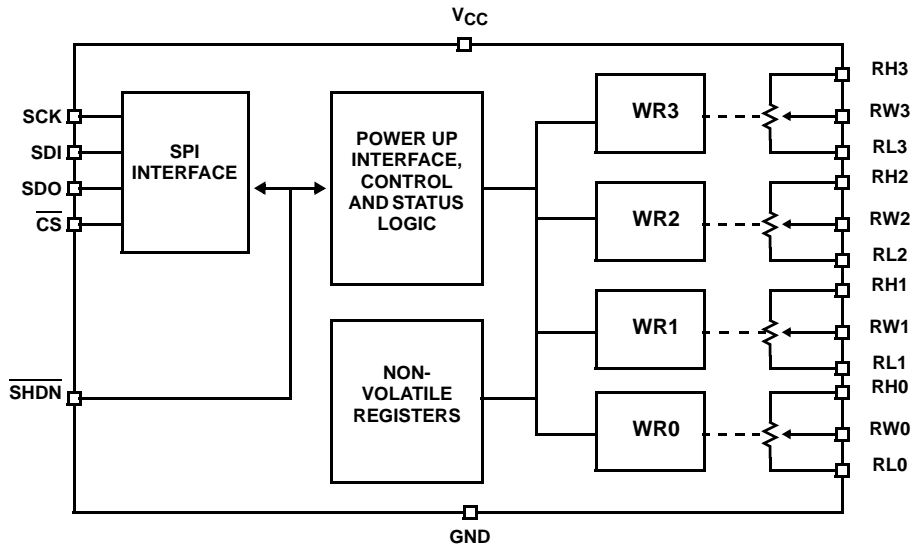 VCC
SCK
SDI
SDO
CS
SHDN
SPI
INTERFACE
POWER UP
INTERFACE,
CONTROL
AND STATUS
LOGIC
NON-
VOLATILE
REGISTERS
WR3
WR2
WR1
WR0
RH3
RW3
RL3
RH2
RW2
RL2
RH1
RW1
RL1
RH0
RW0
RL0
GND